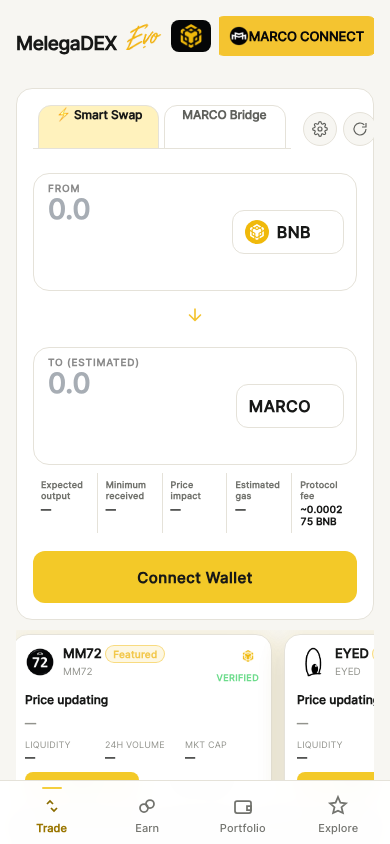 MelegaDEX Evo
MARCO CONNECT
⚡ Smart Swap
MARCO Bridge
FROM
0.0
BNB
TO (ESTIMATED)
0.0
MARCO
Expected output
—
Minimum received
—
Price impact
—
Estimated gas
—
Protocol fee
~0.0002
75 BNB
Connect Wallet
72
MM72
Featured
MM72
VERIFIED
Price updating
—
LIQUIDITY
—
24H VOLUME
—
MKT CAP
—
EYED
EYED
Price updating
—
LIQUIDITY
—
Trade
Earn
Portfolio
Explore